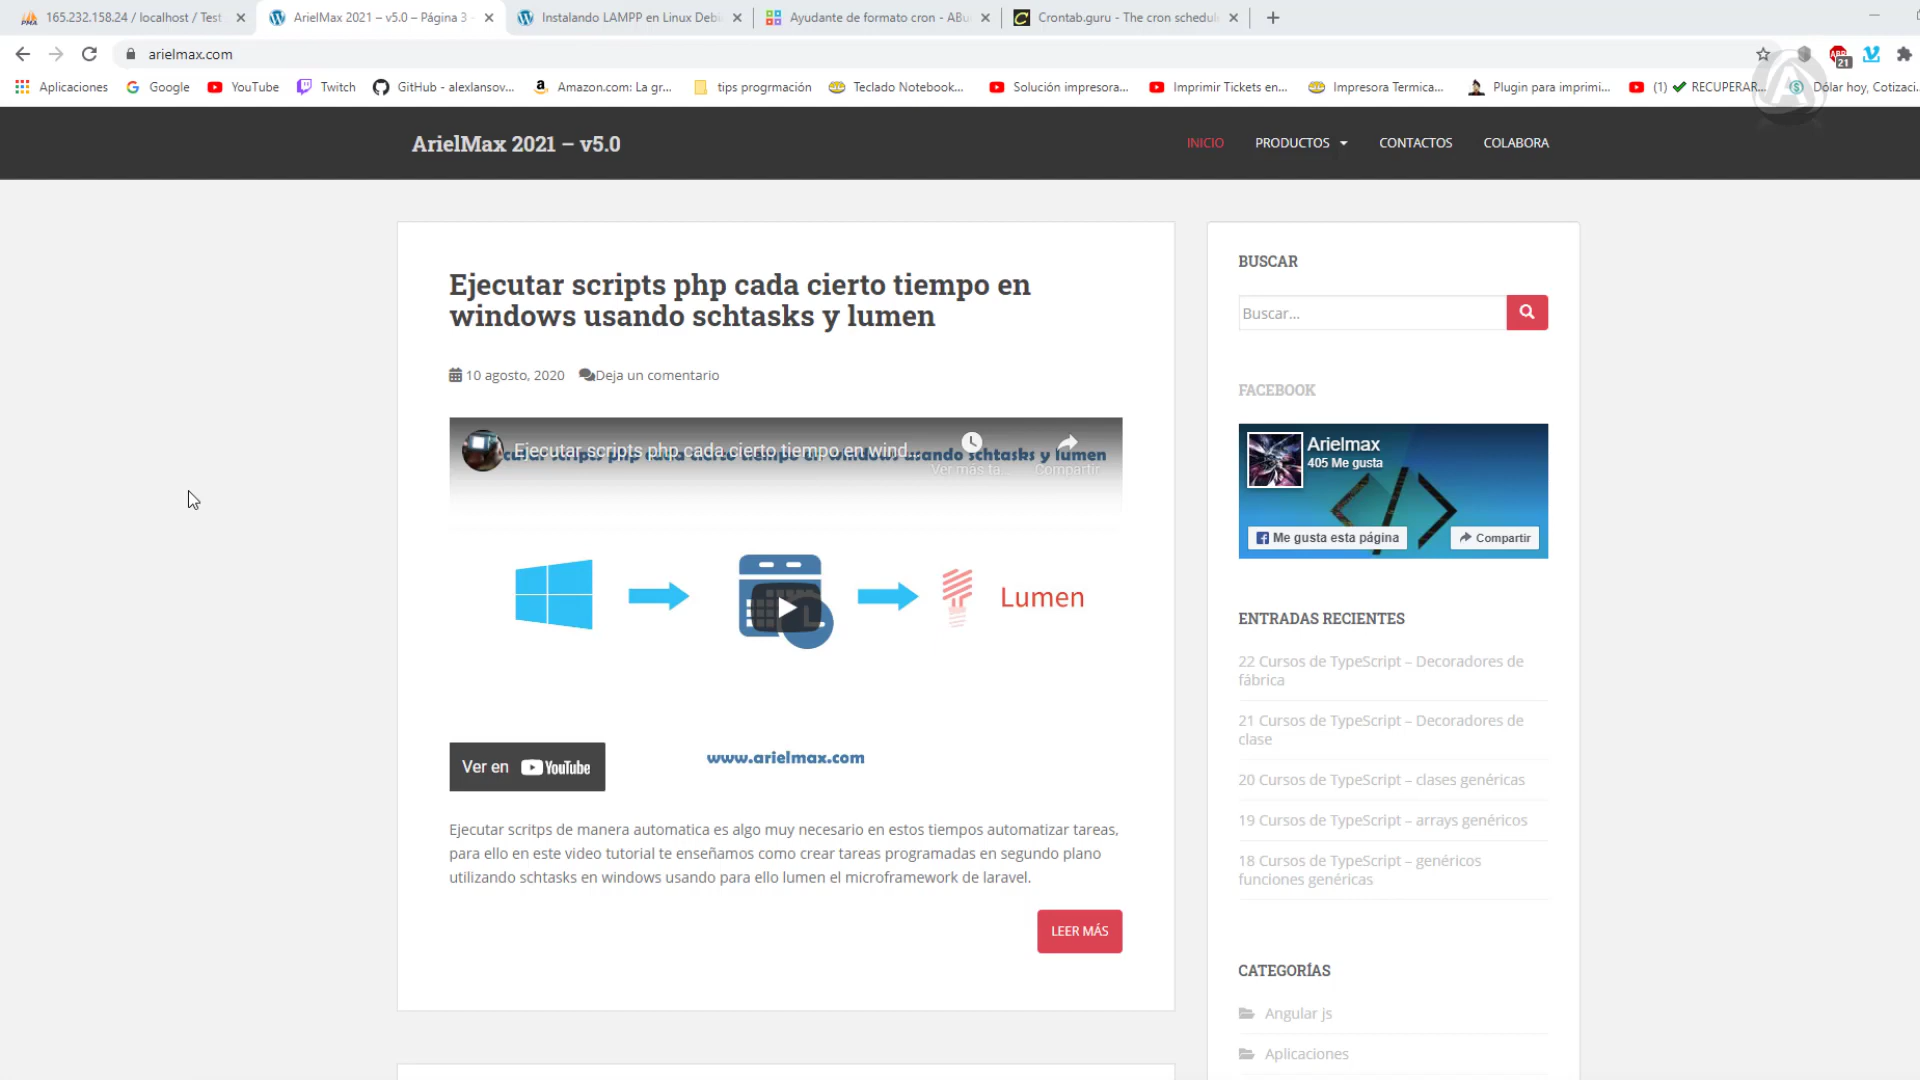 165.232.158.24 / localhost / Test
ArielMax 2021 – v5.0 – Página 3
Instalando LAMPP en Linux Debi
Ayudante de formato cron - ABu
Crontab.guru - The cron schedul
arielmax.com
ABP
21
Aplicaciones
Google
YouTube
Twitch
GitHub - alexlansov...
Amazon.com: La gr...
tips progrmación
Teclado Notebook...
Solución impresora...
Imprimir Tickets en...
Impresora Termica...
Plugin para imprimi...
(1) ✔ RECUPERAR...
Dólar hoy, Cotizaci...
ArielMax 2021 – v5.0
INICIO
PRODUCTOS
CONTACTOS
COLABORA
Ejecutar scripts php cada cierto tiempo en
windows usando schtasks y lumen
10 agosto, 2020
Deja un comentario
Ejecutar scripts php cada cierto tiempo en wind...
usando schtasks y lumen
Ver más ta...
Compartir
Lumen
Ver en YouTube
www.arielmax.com
Ejecutar scritps de manera automatica es algo muy necesario en estos tiempos automatizar tareas,
para ello en este video tutorial te enseñamos como crear tareas programadas en segundo plano
utilizando schtasks en windows usando para ello lumen el microframework de laravel.
LEER MÁS
BUSCAR
Buscar...
FACEBOOK
Arielmax
405 Me gusta
Me gusta esta página
Compartir
ENTRADAS RECIENTES
22 Cursos de TypeScript – Decoradores de
fábrica
21 Cursos de TypeScript – Decoradores de
clase
20 Cursos de TypeScript – clases genéricas
19 Cursos de TypeScript – arrays genéricos
18 Cursos de TypeScript – genéricos
funciones genéricas
CATEGORÍAS
Angular js
Aplicaciones